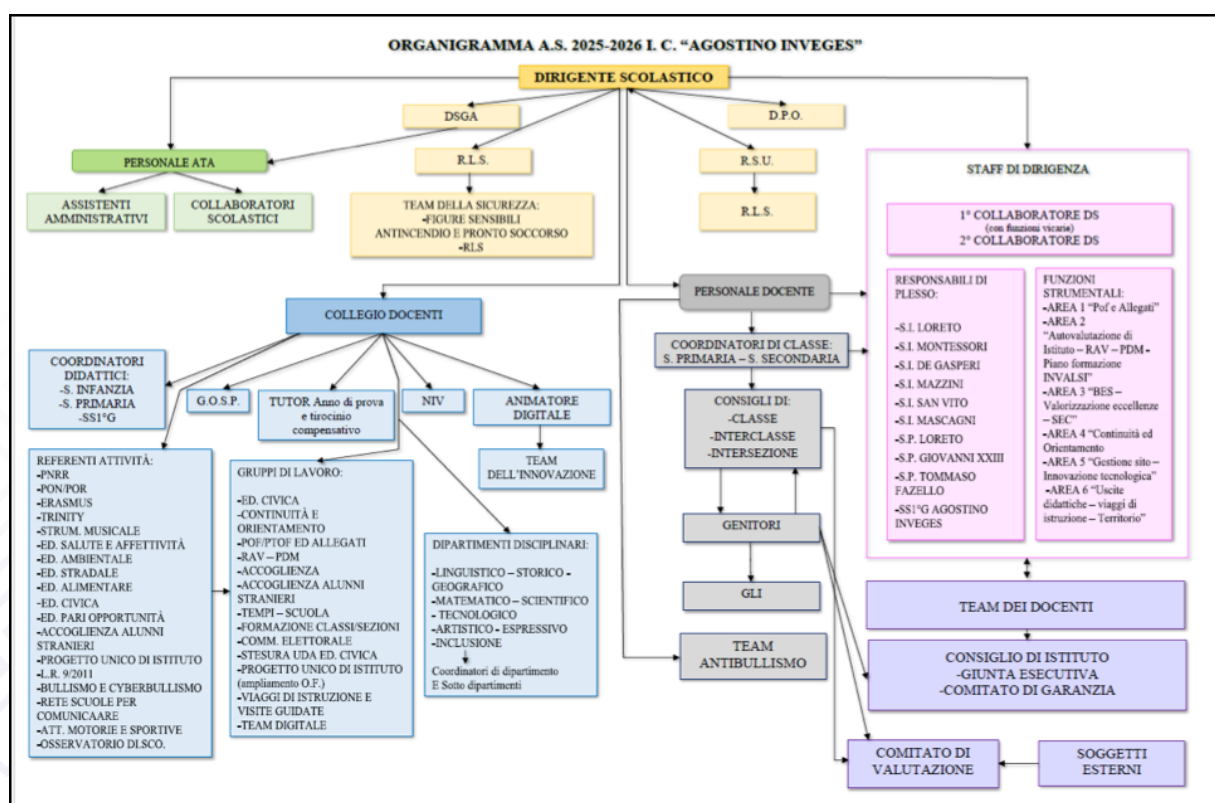 ORGANIGRAMMA A.S. 2025-2026 I. C. “AGOSTINO INVEGES”
DIRIGENTE SCOLASTICO
DSGA
D.P.O.
PERSONALE ATA
R.L.S.
R.S.U.
ASSISTENTI
AMMINISTRATIVI
COLLABORATORI
SCOLASTICI
TEAM DELLA SICUREZZA:
-FIGURE SENSIBILI
ANTINCENDIO E PRONTO SOCCORSO
-RLS
R.L.S.
STAFF DI DIRIGENZA
1° COLLABORATORE DS
(con funzioni vicarie)
2° COLLABORATORE DS
RESPONSABILI DI
PLESSO:
-S.I. LORETO
-S.I. MONTESSORI
-S.I. DE GASPERI
-S.I. MAZZINI
-S.I. SAN VITO
-S.I. MASCAGNI
-S.P. LORETO
-S.P. GIOVANNI XXIII
-S.P. TOMMASO
FAZELLO
-SS1°G AGOSTINO
INVEGES
FUNZIONI
STRUMENTALI:
-AREA 1 “Pof e Allegati”
-AREA 2
“Autovalutazione di
Istituto – RAV – PDM -
Piano formazione
INVALSI”
-AREA 3 “BES –
Valorizzazione eccellenze
– SEC”
-AREA 4 “Continuità ed
Orientamento
-AREA 5 “Gestione sito –
Innovazione tecnologica”
-AREA 6 “Uscite
didattiche – viaggi di
istruzione – Territorio”
COLLEGIO DOCENTI
PERSONALE DOCENTE
COORDINATORI DI CLASSE:
S. PRIMARIA – S. SECONDARIA
COORDINATORI
DIDATTICI:
-S. INFANZIA
-S. PRIMARIA
-SS1°G
G.O.S.P.
TUTOR Anno di prova
e tirocinio
compensativo
NIV
ANIMATORE
DIGITALE
TEAM
DELL’INNOVAZIONE
CONSIGLI DI:
-CLASSE
-INTERCLASSE
-INTERSEZIONE
REFERENTI ATTIVITÀ:
-PNRR
-PON/POR
-ERASMUS
-TRINITY
-STRUM. MUSICALE
-ED. SALUTE E AFFETTIVITÀ
-ED. AMBIENTALE
-ED. STRADALE
-ED. ALIMENTARE
-ED. CIVICA
-ED. PARI OPPORTUNITÀ
-ACCOGLIENZA ALUNNI
STRANIERI
-PROGETTO UNICO DI ISTITUTO
-L.R. 9/2011
-BULLISMO E CYBERBULLISMO
-RETE SCUOLE PER
COMUNICAARE
-ATT. MOTORIE E SPORTIVE
-OSSERVATORIO DI.SCO.
GRUPPI DI LAVORO:
-ED. CIVICA
-CONTINUITÀ E
ORIENTAMENTO
-POF/PTOF ED ALLEGATI
-RAV – PDM
-ACCOGLIENZA
-ACCOGLIENZA ALUNNI
STRANIERI
-TEMPI – SCUOLA
-FORMAZIONE CLASSI/SEZIONI
-COMM. ELETTORALE
-STESURA UDA ED. CIVICA
-PROGETTO UNICO DI ISTITUTO
(ampliamento O.F.)
-VIAGGI DI ISTRUZIONE E
VISITE GUIDATE
-TEAM DIGITALE
DIPARTIMENTI DISCIPLINARI:
-LINGUISTICO – STORICO -
GEOGRAFICO
-MATEMATICO – SCIENTIFICO
- TECNOLOGICO
-ARTISTICO - ESPRESSIVO
-INCLUSIONE
Coordinatori di dipartimento
E Sotto dipartimenti
GENITORI
GLI
TEAM
ANTIBULLISMO
TEAM DEI DOCENTI
CONSIGLIO DI ISTITUTO
-GIUNTA ESECUTIVA
-COMITATO DI GARANZIA
COMITATO DI
VALUTAZIONE
SOGGETTI
ESTERNI